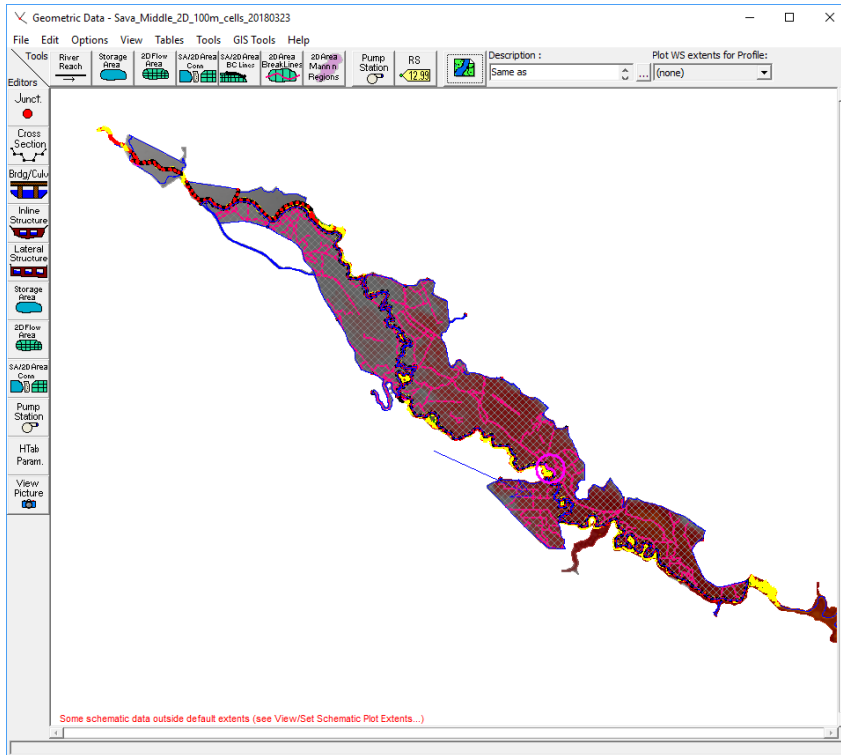 Geometric Data - Sava_Middle_2D_100m_cells_20180323
File Edit Options View Tables Tools GIS Tools Help
Tools
Editors
River
Reach
Storage
Area
2D Flow
Area
SA/2D Area
Conn
SA/2D Area
BC Lines
2D Area
BreakLines
2D Area
Mann n
Regions
Pump
Station
RS
12.99
Description :
Same as
...
Plot WS extents for Profile:
(none)
Junct.
Cross
Section
Brdg/Culv
Inline
Structure
Lateral
Structure
Storage
Area
2D Flow
Area
SA/2D Area
Conn
Pump
Station
HTab
Param.
View
Picture
Some schematic data outside default extents (see View/Set Schematic Plot Extents...)